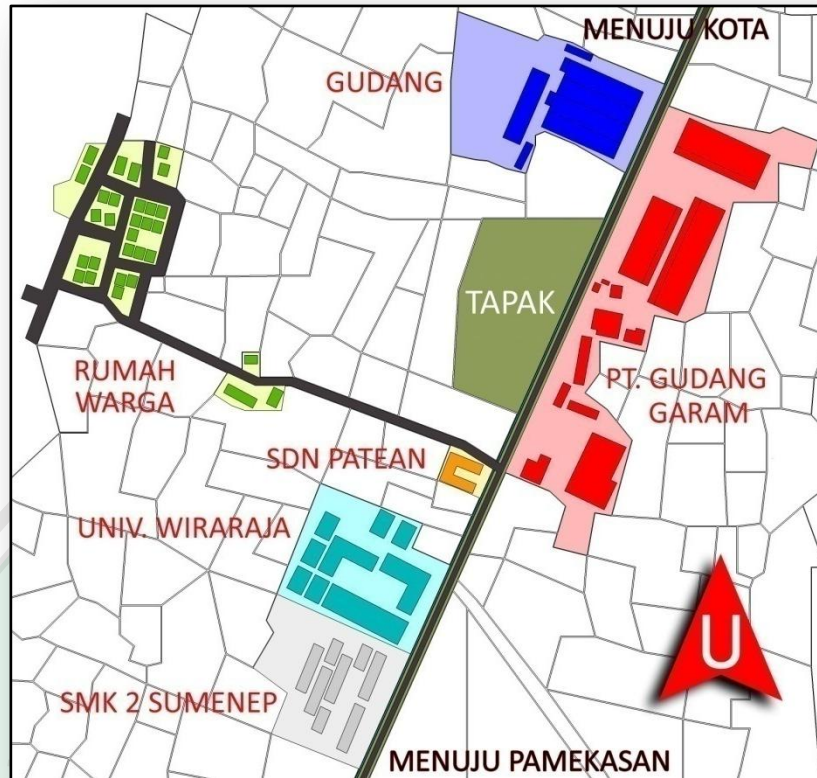 MENUJU KOTA
GUDANG
TAPAK
RUMAH
WARGA
PT. GUDANG
GARAM
SDN PATEAN
UNIV. WIRARAJA
U
SMK 2 SUMENEP
MENUJU PAMEKASAN